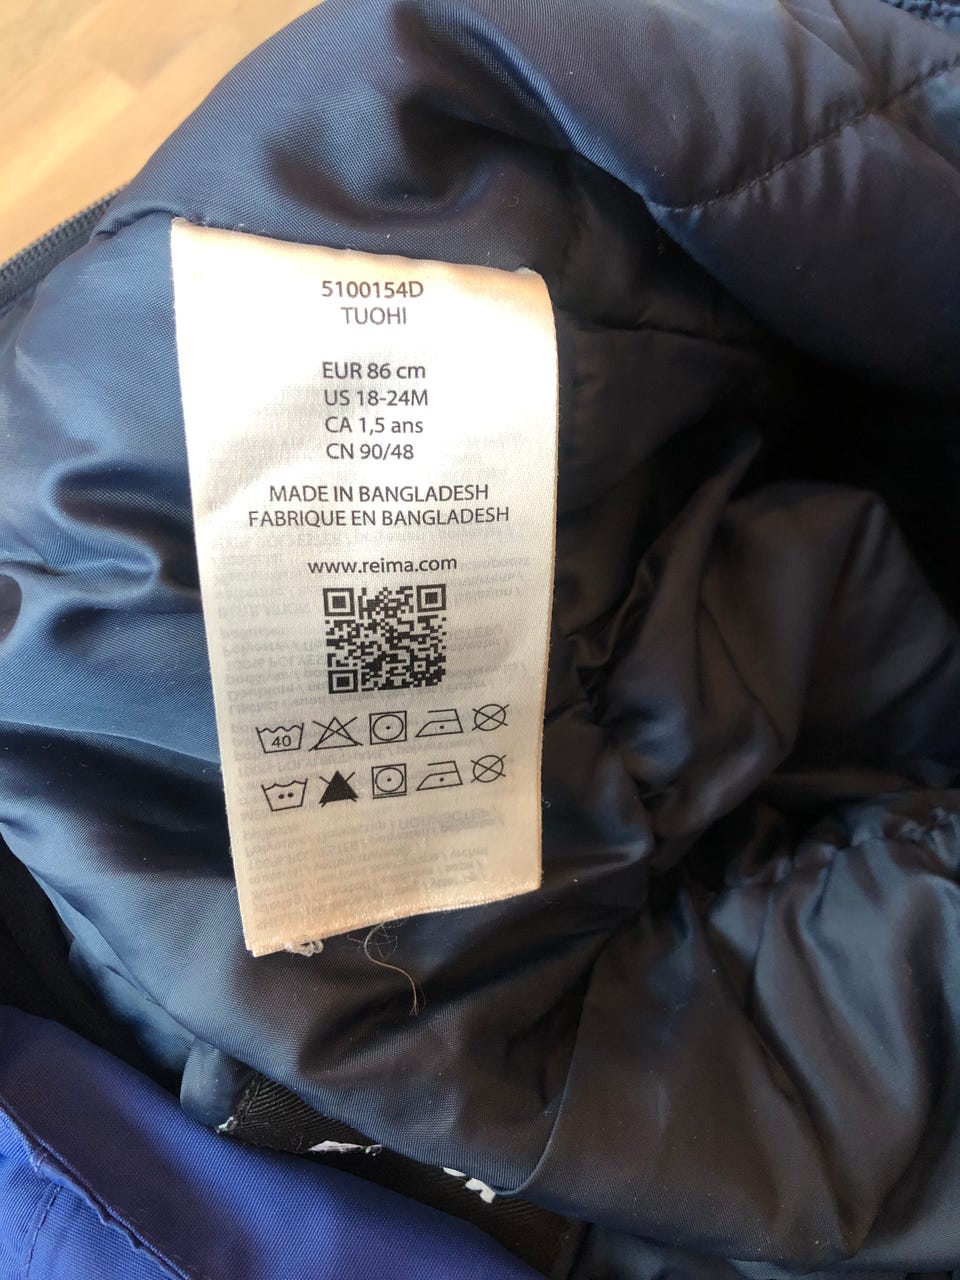 5100154D
TUOHI
EUR 86 cm
US 18-24M
CA 1,5 ans
CN 90/48
MADE IN BANGLADESH
FABRIQUE EN BANGLADESH
www.reima.com
40